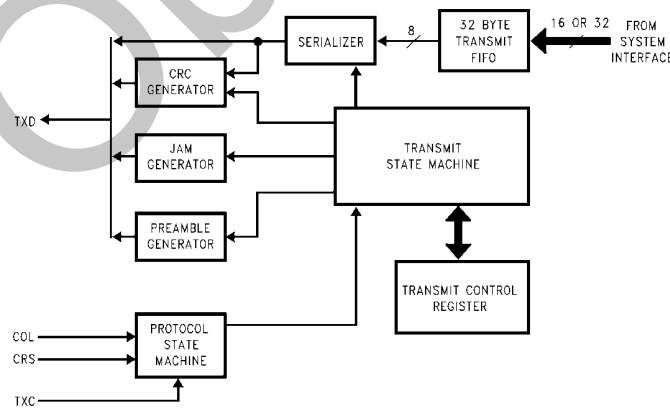 SERIALIZER
8
32 BYTE
TRANSMIT
FIFO
16 OR 32
FROM
SYSTEM
INTERFACE
CRC
GENERATOR
TXD
JAM
GENERATOR
TRANSMIT
STATE MACHINE
PREAMBLE
GENERATOR
TRANSMIT CONTROL
REGISTER
PROTOCOL
STATE
MACHINE
COL
CRS
TXC